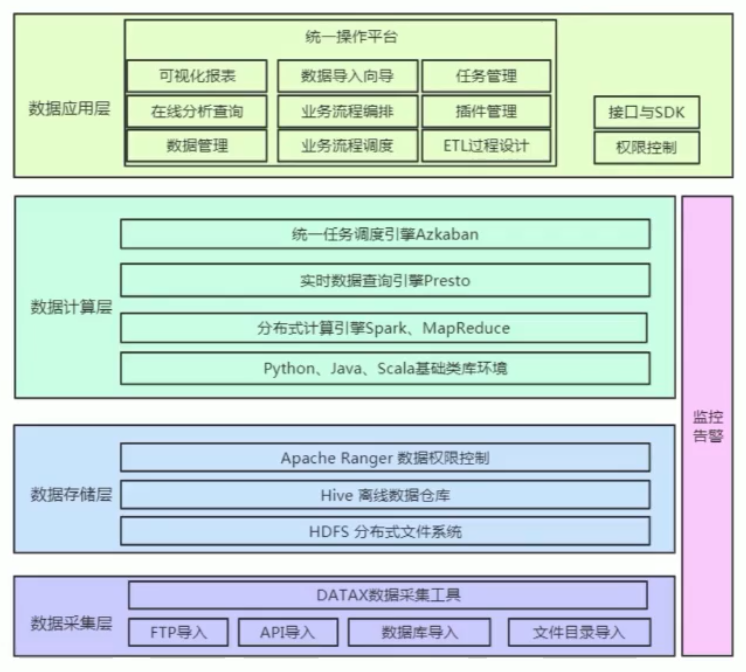 统一操作平台
数据应用层
可视化报表
数据导入向导
任务管理
在线分析查询
业务流程编排
插件管理
数据管理
业务流程调度
ETL过程设计
接口与SDK
权限控制
数据计算层
统一任务调度引擎Azkaban
实时数据查询引擎Presto
分布式计算引擎Spark、MapReduce
Python、Java、Scala基础类库环境
监控
告警
数据存储层
Apache Ranger 数据权限控制
Hive 离线数据仓库
HDFS 分布式文件系统
数据采集层
DATAX数据采集工具
FTP导入
API导入
数据库导入
文件目录导入